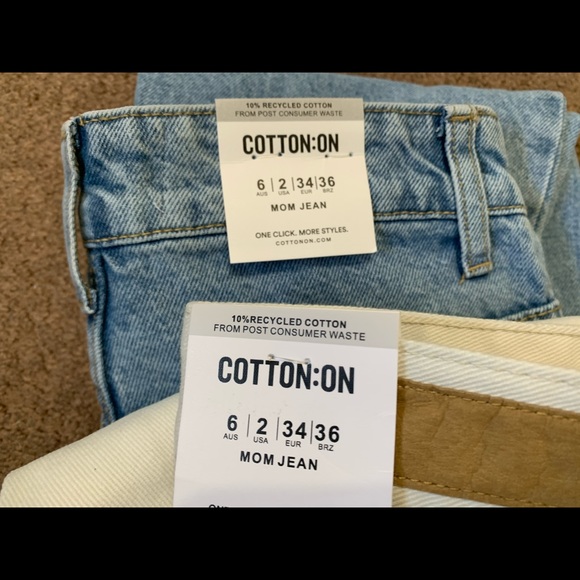 10% RECYCLED COTTON
FROM POST CONSUMER WASTE
COTTON:ON
6 | 2 | 34 | 36
AUS USA EUR BRZ
MOM JEAN
ONE CLICK. MORE STYLES.
COTTONON.COM
10%RECYCLED COTTON
FROM POST CONSUMER WASTE
COTTON:ON
6 | 2 | 34 | 36
AUS USA EUR BRZ
MOM JEAN